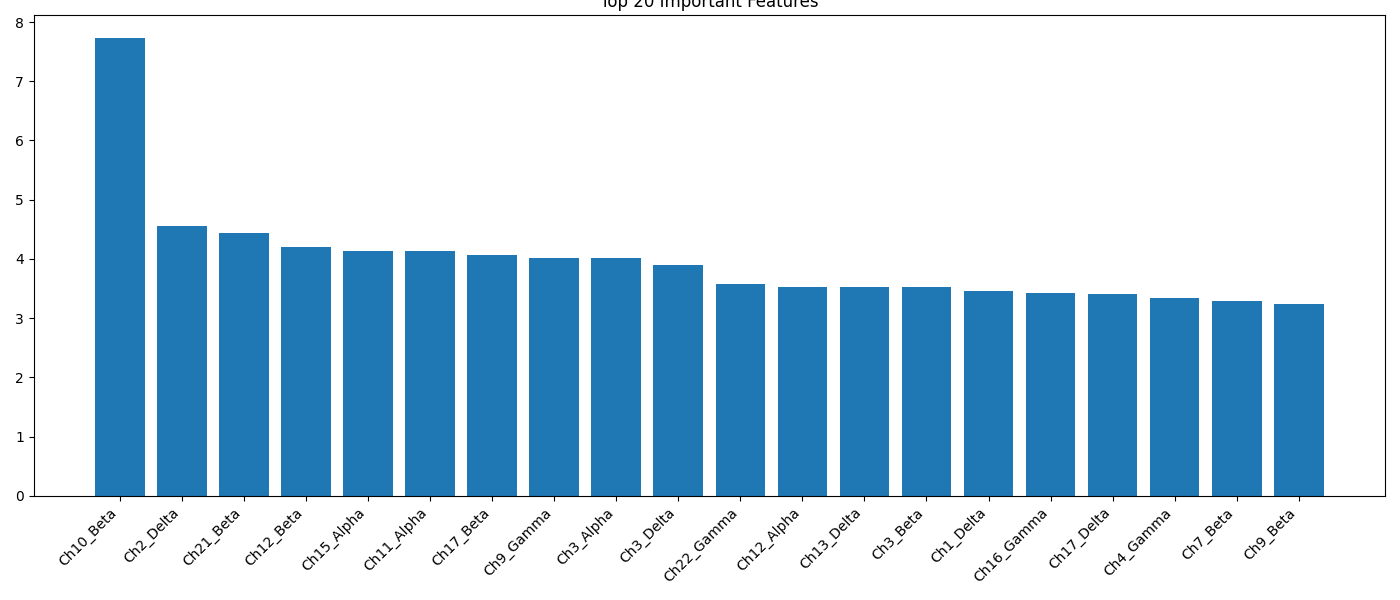 Top 20 Important Features
8
7
6
5
4
3
2
1
0
Ch10_Beta
Ch2_Delta
Ch21_Beta
Ch12_Beta
Ch15_Alpha
Ch11_Alpha
Ch17_Beta
Ch9_Gamma
Ch3_Alpha
Ch3_Delta
Ch22_Gamma
Ch12_Alpha
Ch13_Delta
Ch3_Beta
Ch1_Delta
Ch16_Gamma
Ch17_Delta
Ch4_Gamma
Ch7_Beta
Ch9_Beta